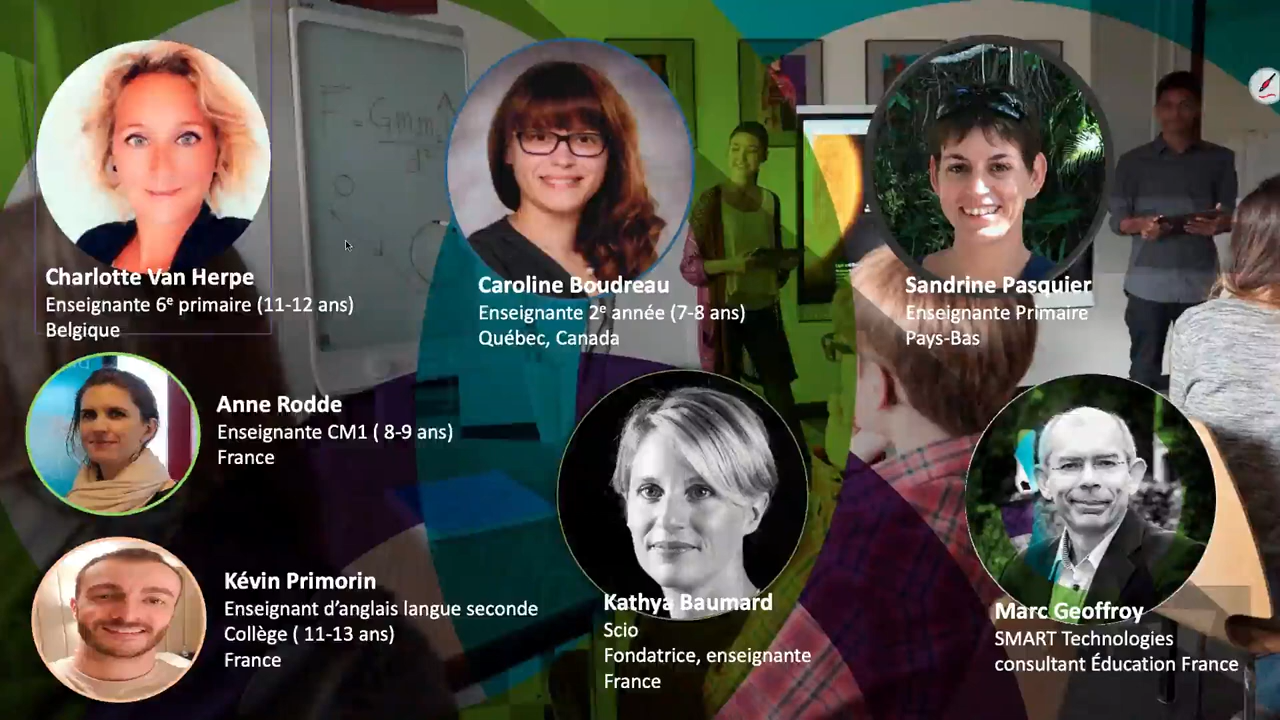 Charlotte Van Herpe
Enseignante 6e primaire (11-12 ans)
Belgique
Caroline Boudreau
Enseignante 2e année (7-8 ans)
Québec, Canada
Sandrine Pasquier
Enseignante Primaire
Pays-Bas
Anne Rodde
Enseignante CM1 ( 8-9 ans)
France
Kévin Primorin
Enseignant d’anglais langue seconde
Collège ( 11-13 ans)
France
Kathya Baumard
Scio
Fondatrice, enseignante
France
Marc Geoffroy
SMART Technologies
consultant Éducation France